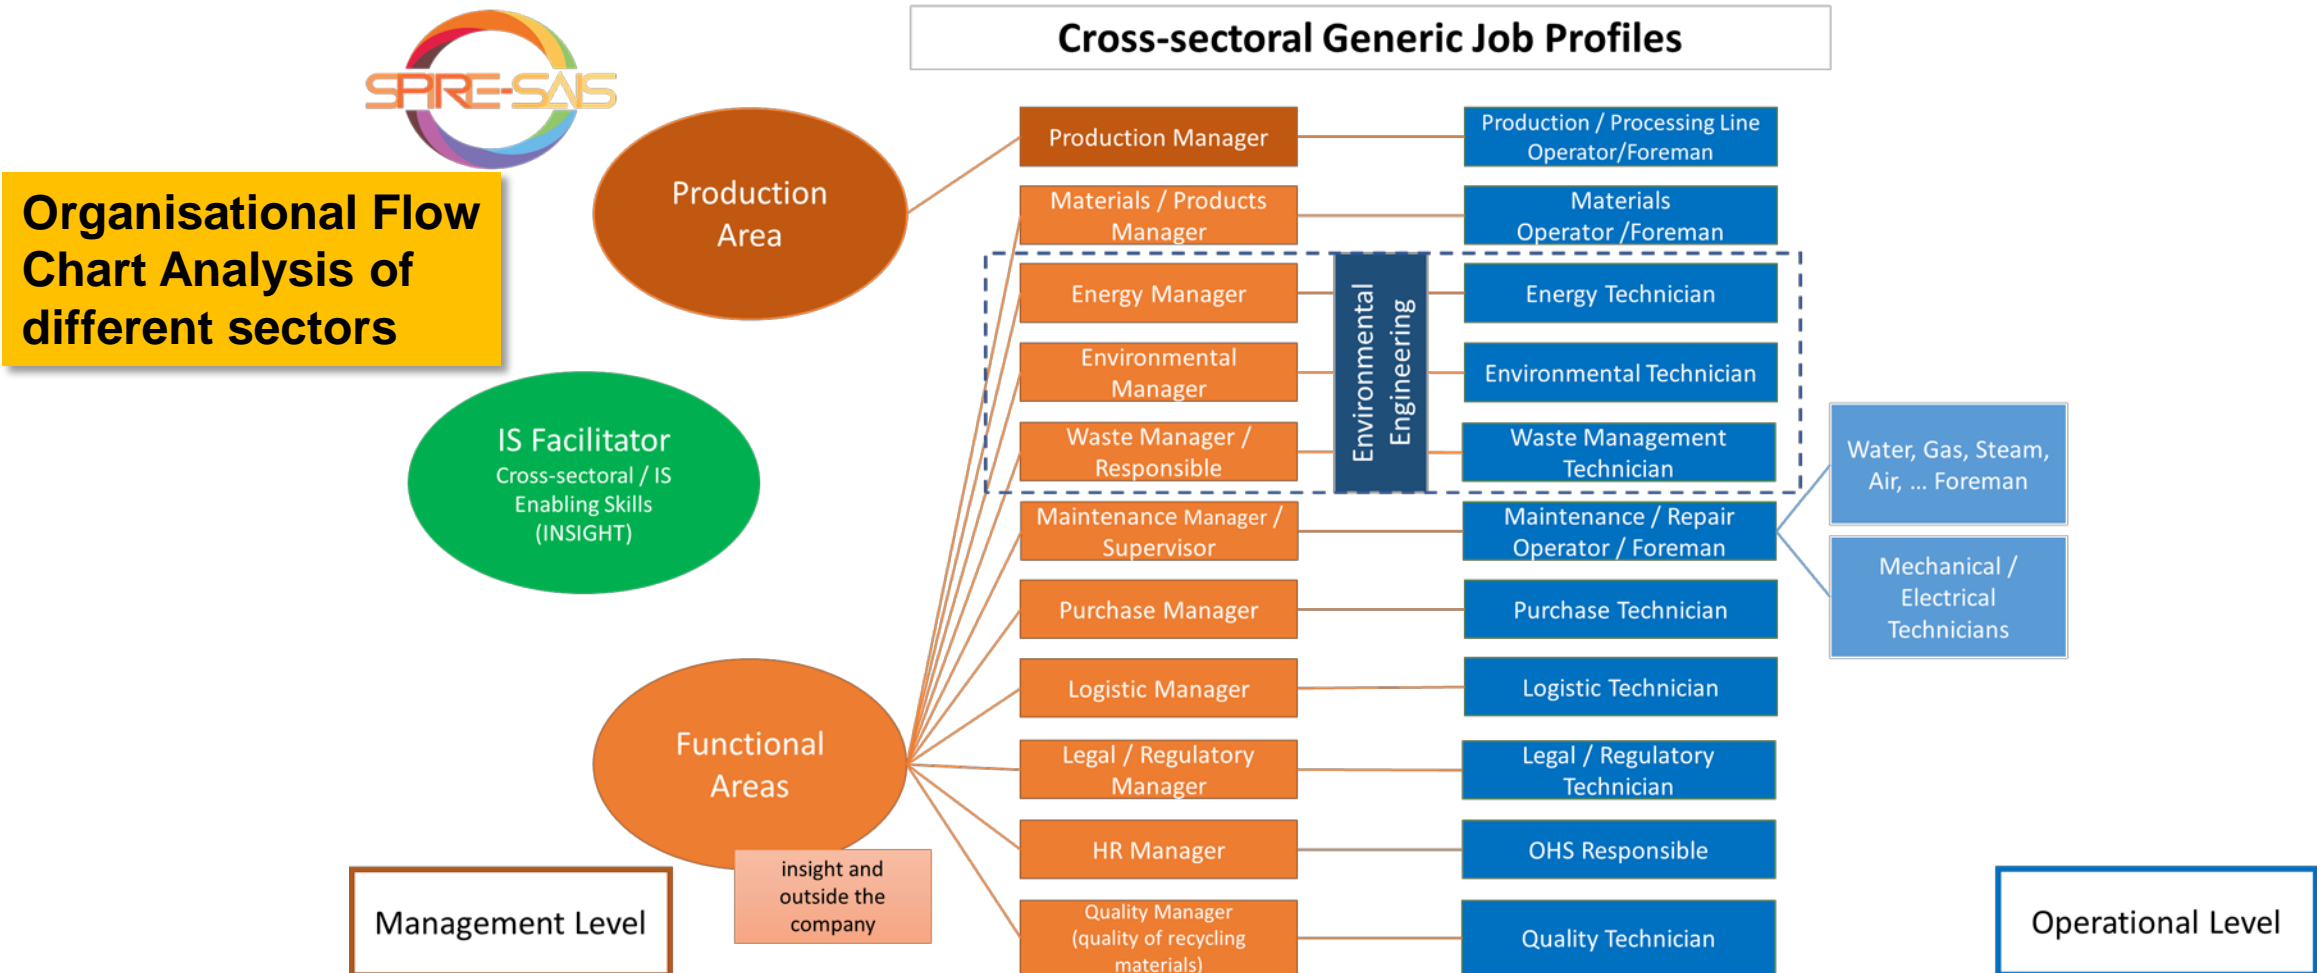 Cross-sectoral Generic Job Profiles
SPIRE-SAIS
Organisational Flow
Chart Analysis of
different sectors
Production
Area
IS Facilitator
Cross-sectoral / IS
Enabling Skills
(INSIGHT)
Functional
Areas
insight and
outside the
company
Management Level
Production Manager
Production / Processing Line
Operator/Foreman
Materials / Products
Manager
Materials
Operator /Foreman
Energy Manager
Energy Technician
Environmental
Manager
Environmental Technician
Waste Manager /
Responsible
Waste Management
Technician
Environmental
Engineering
Maintenance Manager /
Supervisor
Maintenance / Repair
Operator / Foreman
Water, Gas, Steam,
Air, ... Foreman
Mechanical /
Electrical
Technicians
Purchase Manager
Purchase Technician
Logistic Manager
Logistic Technician
Legal / Regulatory
Manager
Legal / Regulatory
Technician
HR Manager
OHS Responsible
Quality Manager
(quality of recycling
materials)
Quality Technician
Operational Level